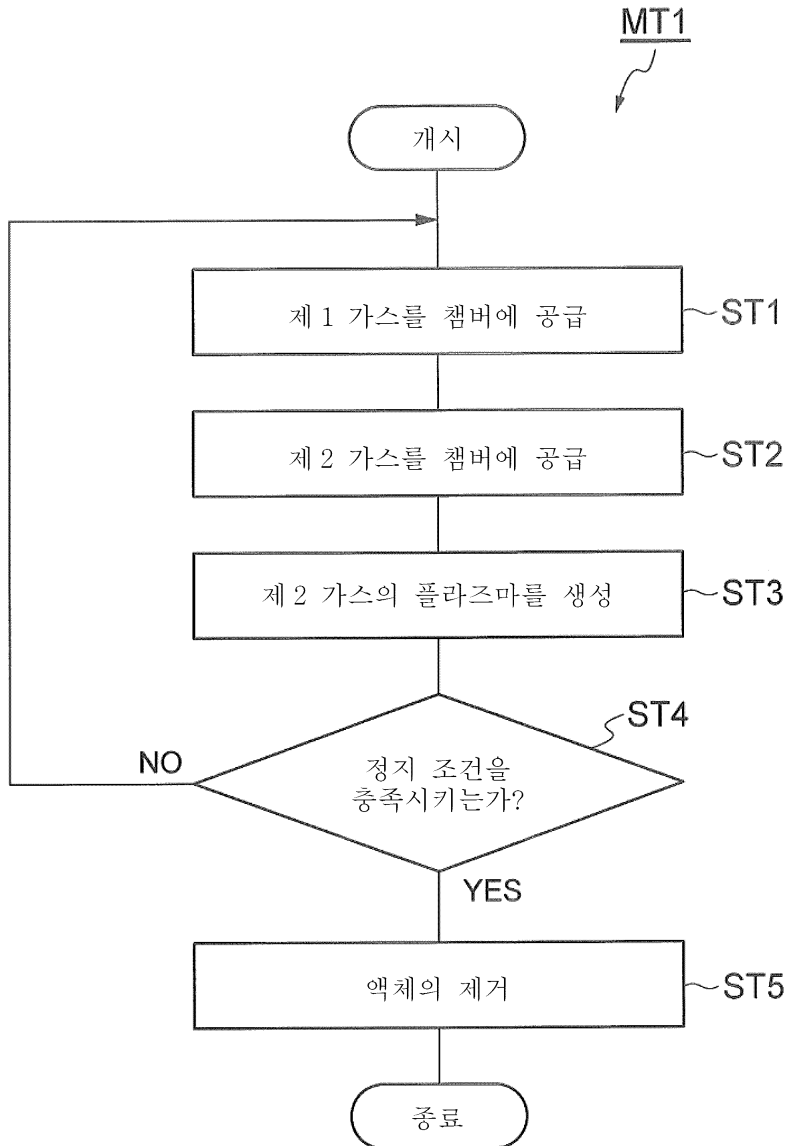 MT1
개시
제1 가스를 챔버에 공급
ST1
제2 가스를 챔버에 공급
ST2
제2 가스의 플라즈마를 생성
ST3
ST4
정지 조건을
충족시키는가?
NO
YES
액체의 제거
ST5
종료